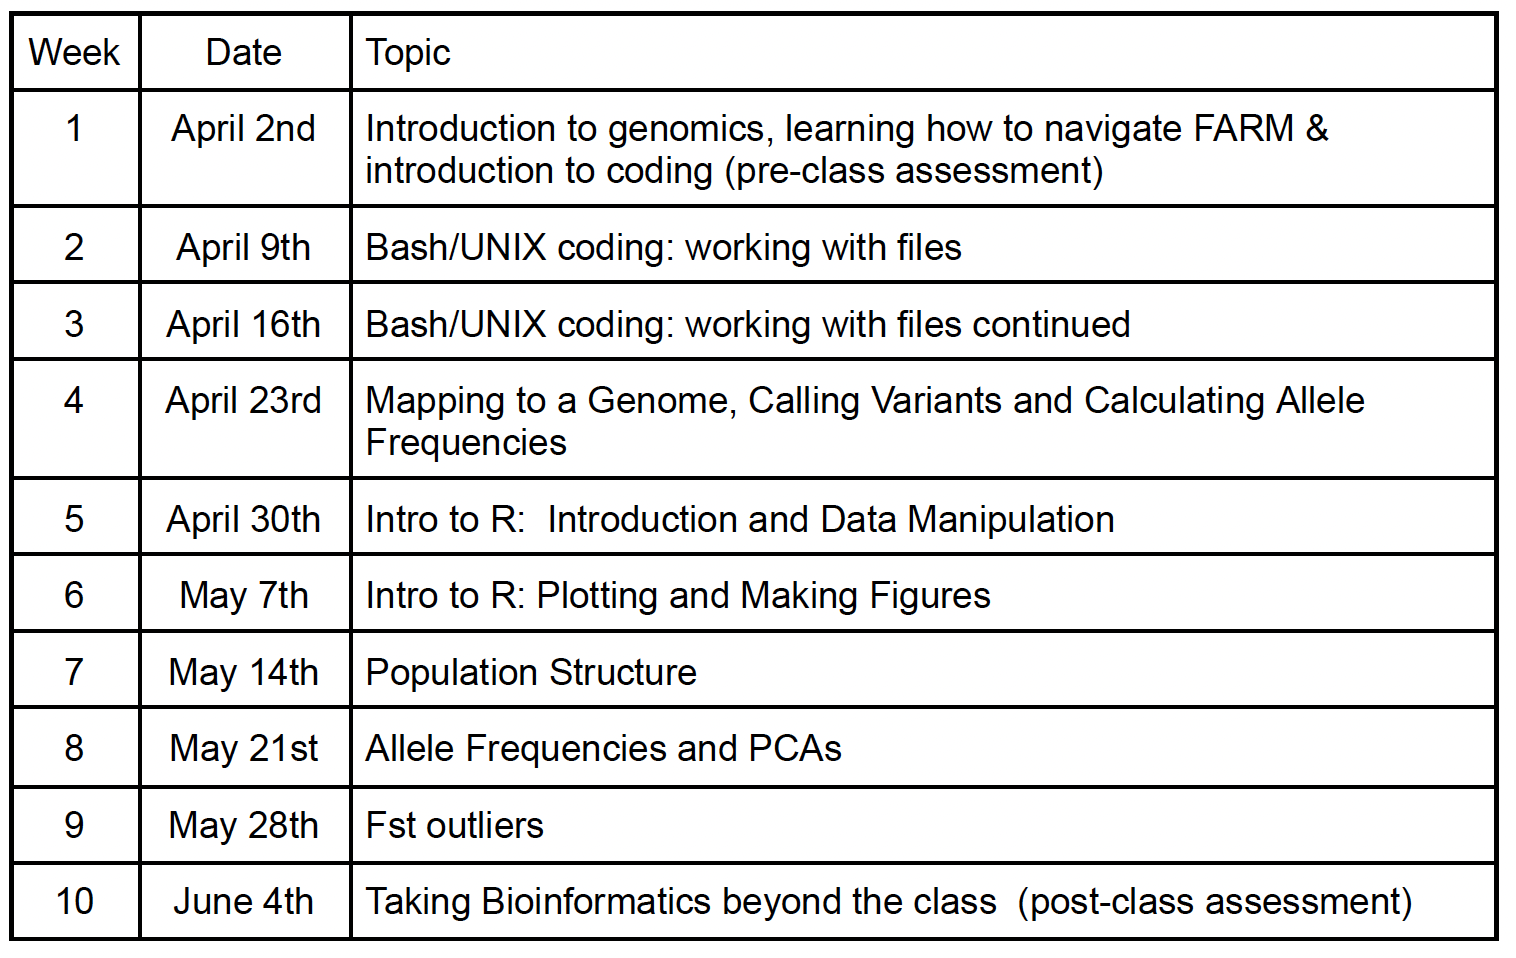 Week Date Topic
1 April 2nd Introduction to genomics, learning how to navigate FARM &
introduction to coding (pre-class assessment)
2 April 9th Bash/UNIX coding: working with files
3 April 16th Bash/UNIX coding: working with files continued
4 April 23rd Mapping to a Genome, Calling Variants and Calculating Allele
Frequencies
5 April 30th Intro to R:  Introduction and Data Manipulation
6 May 7th Intro to R: Plotting and Making Figures
7 May 14th Population Structure
8 May 21st Allele Frequencies and PCAs
9 May 28th Fst outliers
10 June 4th Taking Bioinformatics beyond the class  (post-class assessment)